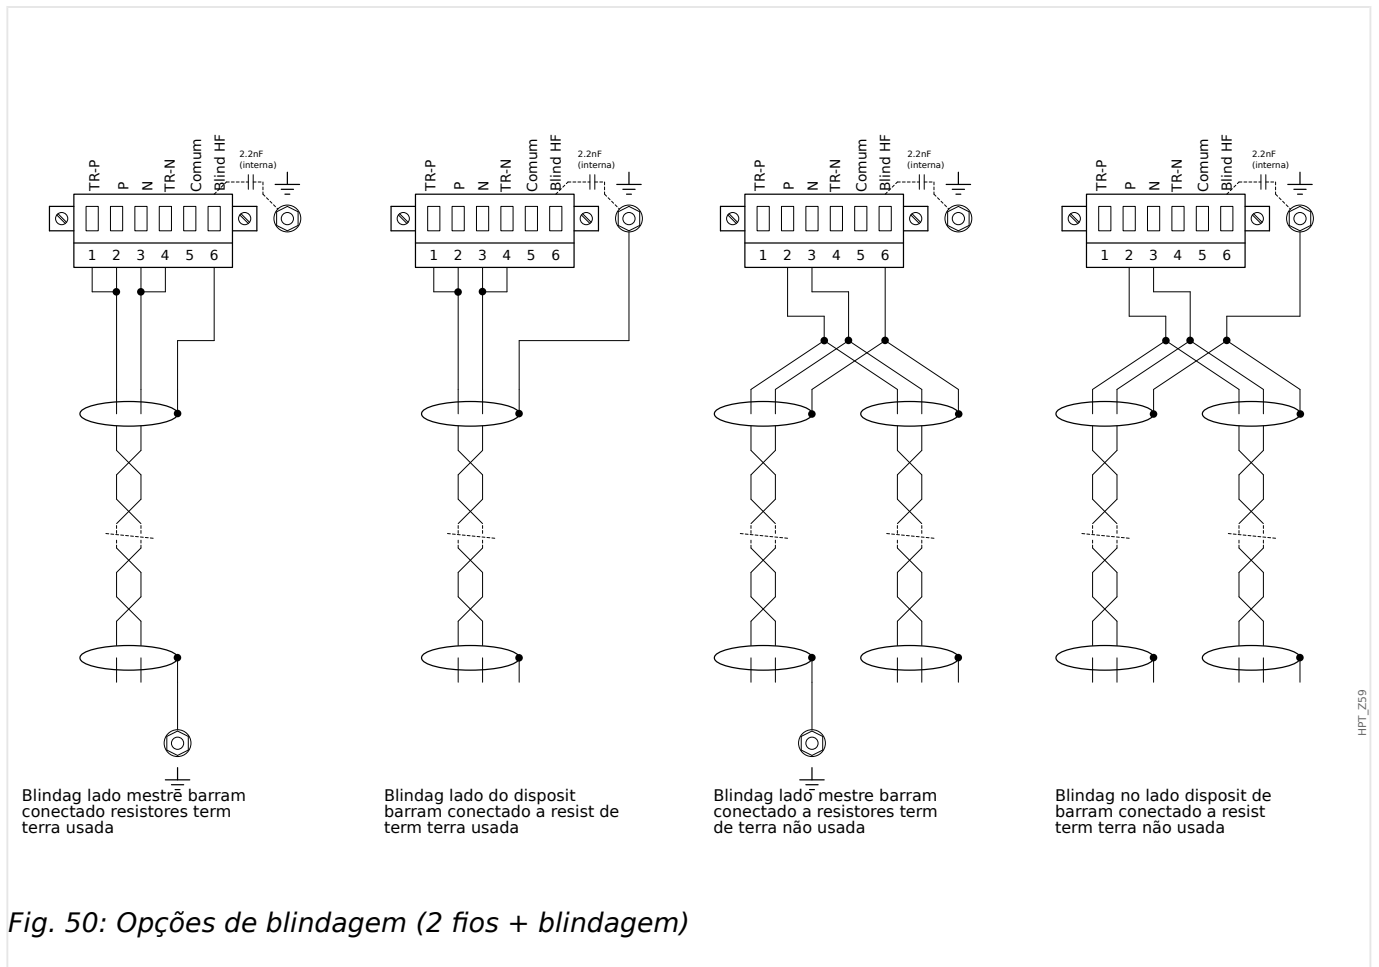 TR-P P N TR-N Comum Blind HF
2.2nF
(interna)
1 2 3 4 5 6
TR-P P N TR-N Comum Blind HF
2.2nF
(interna)
1 2 3 4 5 6
TR-P P N TR-N Comum Blind HF
2.2nF
(interna)
1 2 3 4 5 6
TR-P P N TR-N Comum Blind HF
2.2nF
(interna)
1 2 3 4 5 6
HPT_Z59
Blindag lado mestre barram
conectado resistores term
terra usada
Blindag lado do disposit
barram conectado a resist de
term terra usada
Blindag lado mestre barram
conectado a resistores term
de terra não usada
Blindag no lado disposit de
barram conectado a resist
term terra não usada
Fig. 50: Opções de blindagem (2 fios + blindagem)